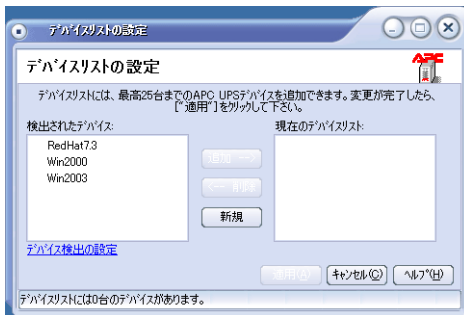 デバイスリストの設定
デバイスリストの設定
APC
デバイスリストには、最高25台までのAPC UPSデバイスを追加できます。変更が完了したら、
["適用"]をクリックして下さい。
検出されたデバイス:
現在のデバイスリスト:
RedHat7.3
Win2000
Win2003
追加 -->
<-- 削除
新規
デバイス検出の設定
適用(A)
キャンセル(C)
ヘルプ(H)
デバイスリストには0台のデバイスがあります。